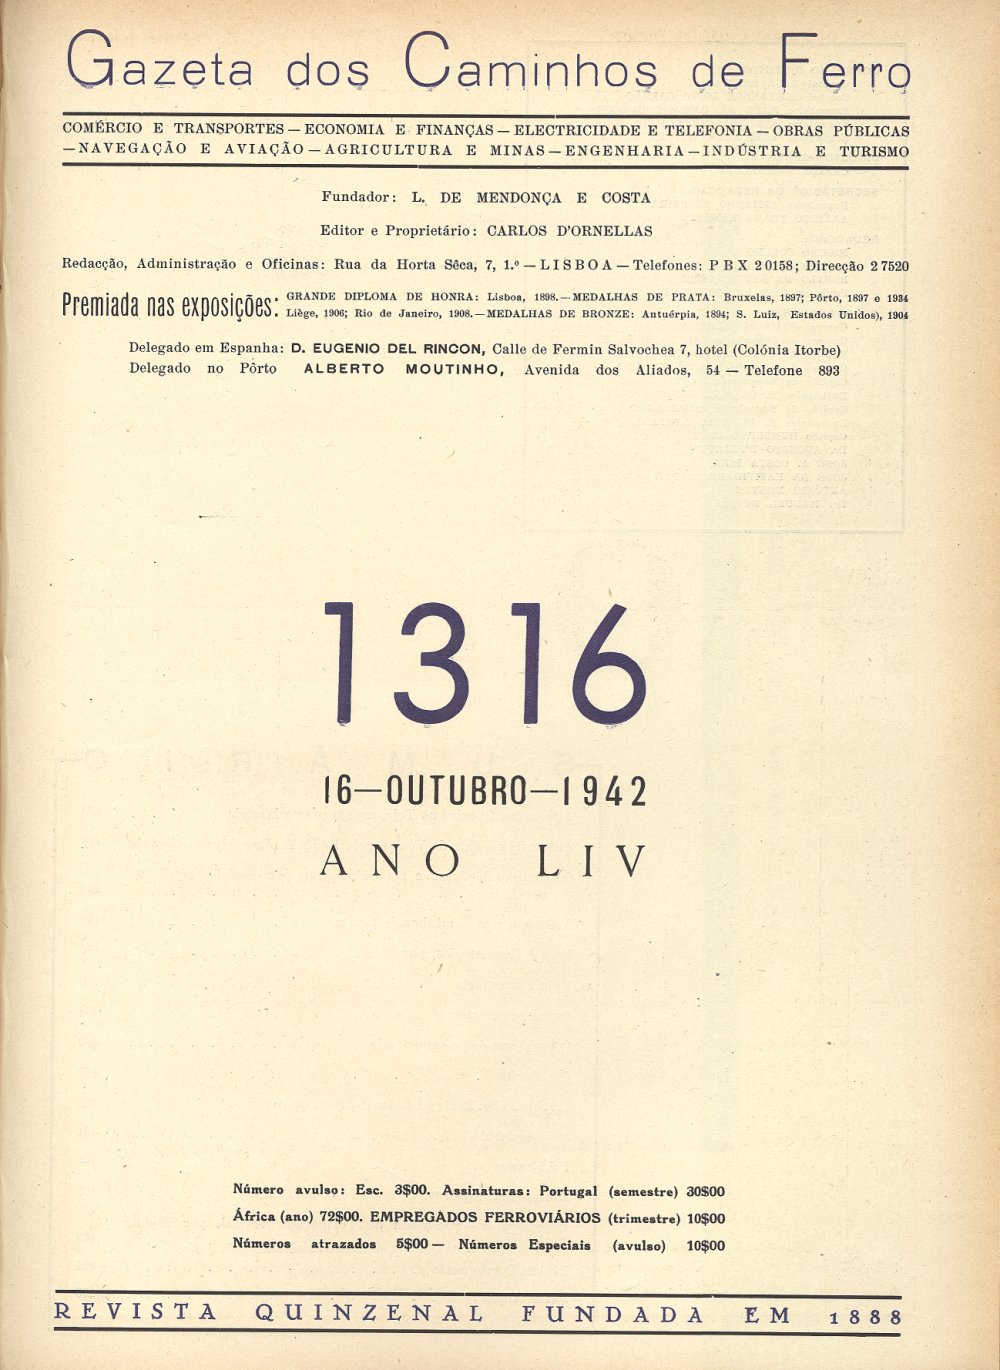 Gazeta dos Caminhos de Ferro
COMÉRCIO E TRANSPORTES — ECONOMIA E FINANÇAS — ELECTRICIDADE E TELEFONIA — OBRAS PÚBLICAS
— NAVEGAÇÃO E AVIAÇÃO — AGRICULTURA E MINAS — ENGENHARIA — INDÚSTRIA E TURISMO
Fundador: L. DE MENDONÇA E COSTA
Editor e Proprietário: CARLOS D'ORNELLAS
Redacção, Administração e Oficinas: Rua da Horta Sêca, 7, 1.º — LISBOA — Telefones: PBX 20158; Direcção 27520
Premiada nas exposições: GRANDE DIPLOMA DE HONRA: Lisboa, 1898. — MEDALHAS DE PRATA: Bruxelas, 1897; Pôrto, 1897 e 1934
Liège, 1906; Rio de Janeiro, 1908. — MEDALHAS DE BRONZE: Antuérpia, 1894; S. Luiz, Estados Unidos), 1904
Delegado em Espanha: D. EUGENIO DEL RINCON, Calle de Fermin Salvochea 7, hotel (Colónia Itorbe)
Delegado no Pôrto ALBERTO MOUTINHO, Avenida dos Aliados, 54 — Telefone 893
1316
16—OUTUBRO—1942
ANO LIV
Número avulso: Esc. 3$00. Assinaturas: Portugal (semestre) 30$00
África (ano) 72$00. EMPREGADOS FERROVIÁRIOS (trimestre) 10$00
Números atrazados 5$00 — Números Especiais (avulso) 10$00
REVISTA QUINZENAL FUNDADA EM 1888